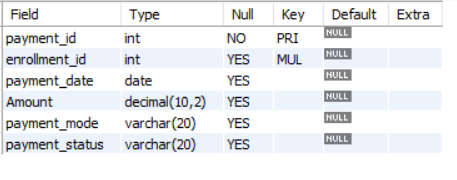 Field Type Null Key Default Extra
payment_id int NO PRI NULL
enrollment_id int YES MUL NULL
payment_date date YES NULL
Amount decimal(10,2) YES NULL
payment_mode varchar(20) YES NULL
payment_status varchar(20) YES NULL